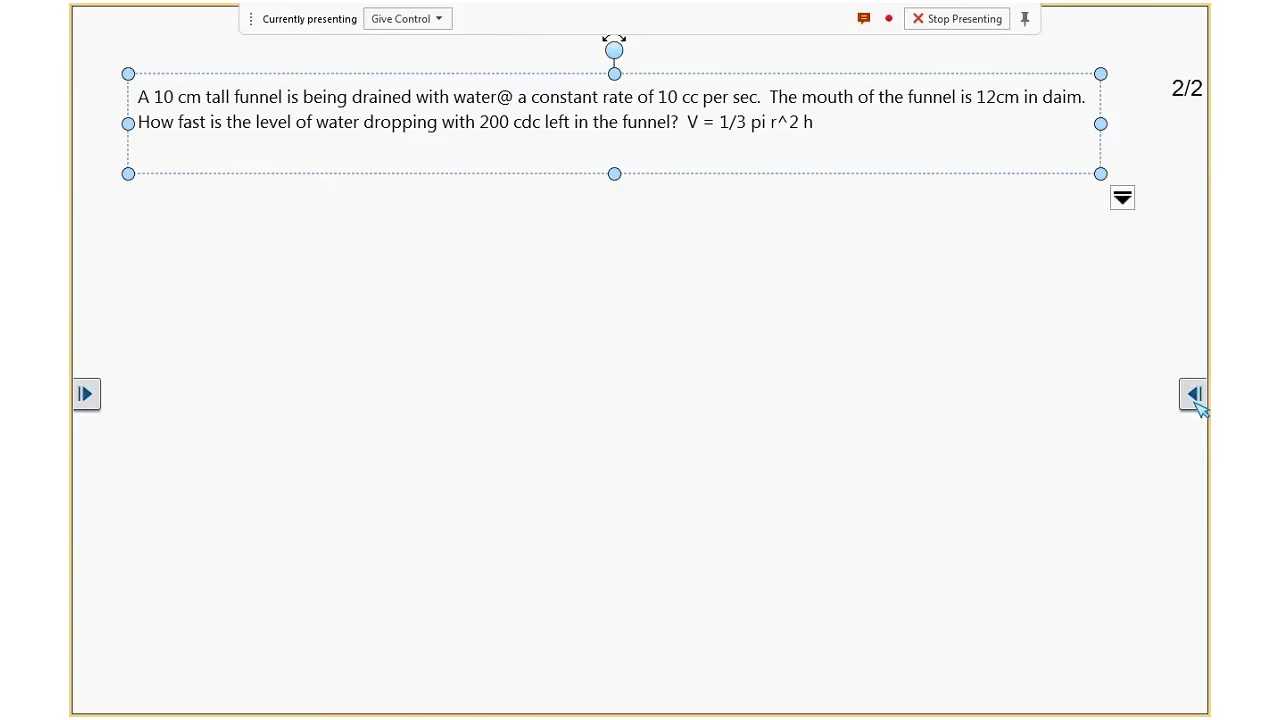 Currently presenting Give Control Stop Presenting
2/2
A 10 cm tall funnel is being drained with water@ a constant rate of 10 cc per sec.  The mouth of the funnel is 12cm in daim.
How fast is the level of water dropping with 200 cdc left in the funnel?  V = 1/3 pi r^2 h